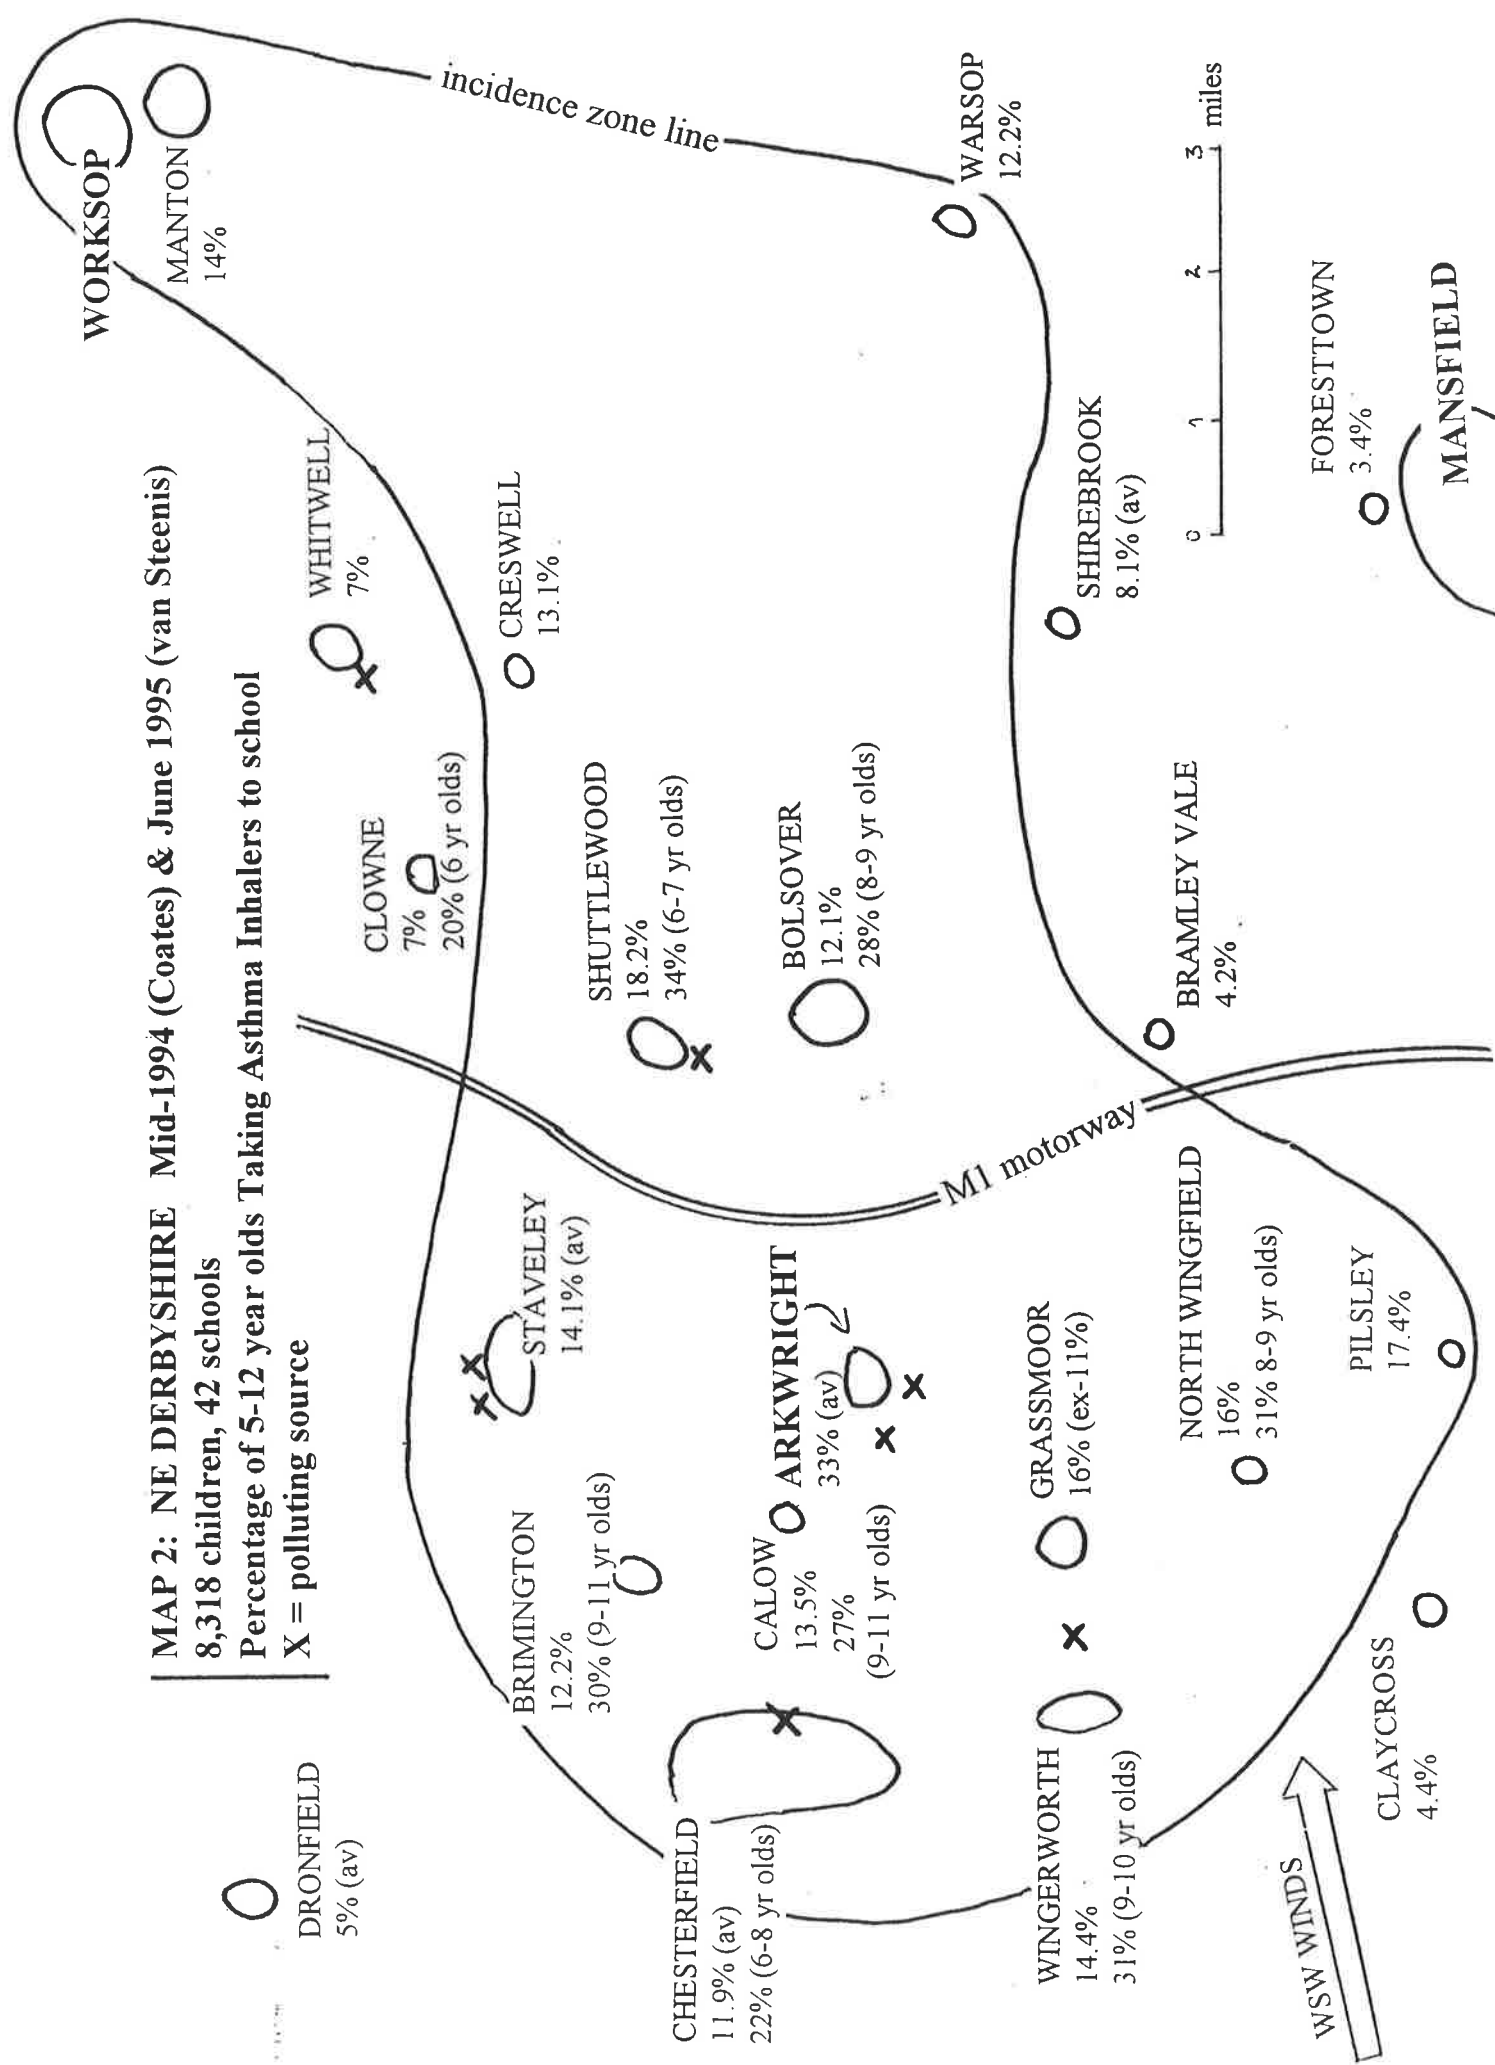 MAP 2: NE DERBYSHIRE Mid-1994 (Coates) & June 1995 (van Steenis)
8,318 children, 42 schools
Percentage of 5-12 year olds Taking Asthma Inhalers to school
X = polluting source
DRONFIELD
5% (av)
WORKSOP
MANTON
14%
WHITWELL
7%
CLOWNE
7%
20% (6 yr olds)
CRESWELL
13.1%
incidence zone line
STAVELEY
14.1% (av)
BRIMINGTON
12.2%
30% (9-11 yr olds)
SHUTTLEWOOD
18.2%
34% (6-7 yr olds)
CHESTERFIELD
11.9% (av)
22% (6-8 yr olds)
CALOW
13.5%
27%
(9-11 yr olds)
ARKWRIGHT
33% (av)
BOLSOVER
12.1%
28% (8-9 yr olds)
M1 motorway
WARSOP
12.2%
WINGERWORTH
14.4%
31% (9-10 yr olds)
GRASSMOOR
16% (ex-11%)
SHIREBROOK
8.1% (av)
NORTH WINGFIELD
16%
31% 8-9 yr olds)
BRAMLEY VALE
4.2%
0 1 2 3 miles
WSW WINDS
CLAYCROSS
4.4%
PILSLEY
17.4%
FORESTTOWN
3.4%
MANSFIELD